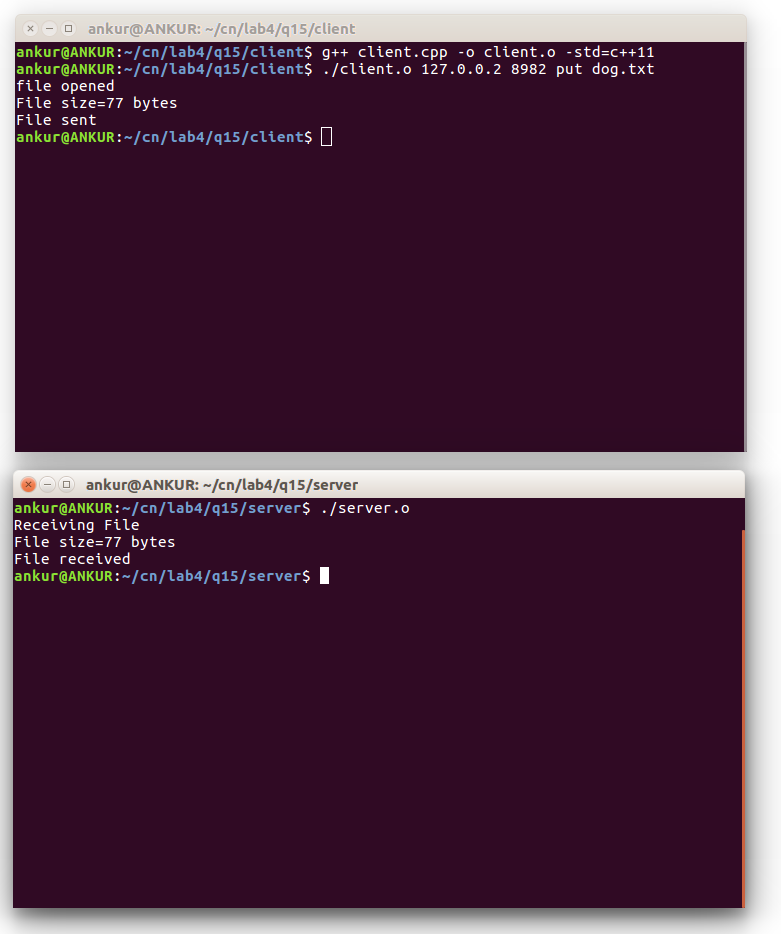 ankur@ANKUR: ~/cn/lab4/q15/client
ankur@ANKUR:~/cn/lab4/q15/client$ g++ client.cpp -o client.o -std=c++11
ankur@ANKUR:~/cn/lab4/q15/client$ ./client.o 127.0.0.2 8982 put dog.txt
file opened
File size=77 bytes
File sent
ankur@ANKUR:~/cn/lab4/q15/client$
ankur@ANKUR: ~/cn/lab4/q15/server
ankur@ANKUR:~/cn/lab4/q15/server$ ./server.o
Receiving File
File size=77 bytes
File received
ankur@ANKUR:~/cn/lab4/q15/server$